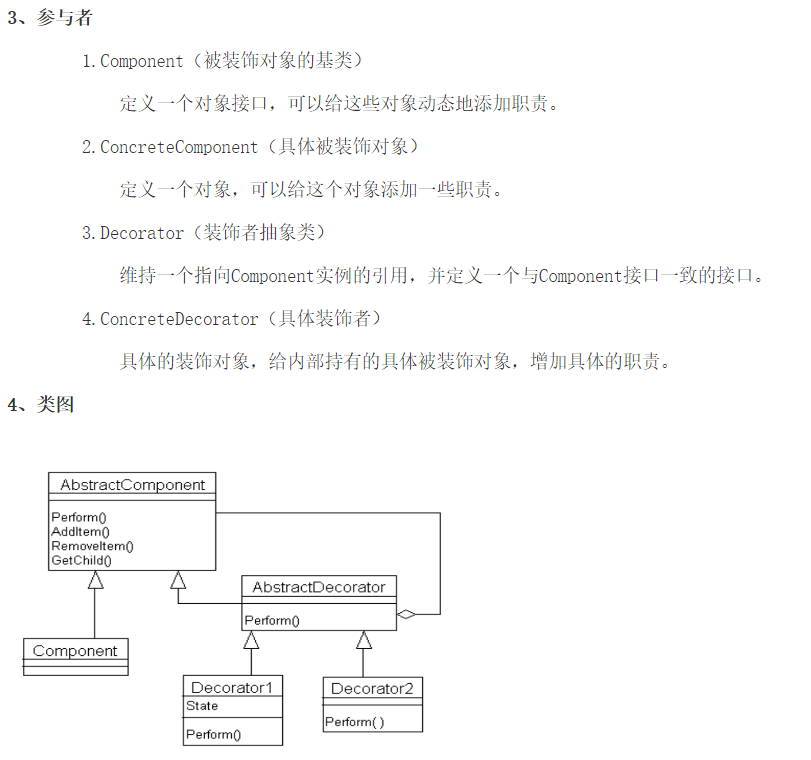 3、参与者
1.Component（被装饰对象的基类）
定义一个对象接口，可以给这些对象动态地添加职责。
2.ConcreteComponent（具体被装饰对象）
定义一个对象，可以给这个对象添加一些职责。
3.Decorator（装饰者抽象类）
维持一个指向Component实例的引用，并定义一个与Component接口一致的接口。
4.ConcreteDecorator（具体装饰者）
具体的装饰对象，给内部持有的具体被装饰对象，增加具体的职责。
4、类图
AbstractComponent
Perform()
AddItem()
RemoveItem()
GetChild()
AbstractDecorator
Perform()
Component
Decorator1
State
Perform()
Decorator2
Perform( )